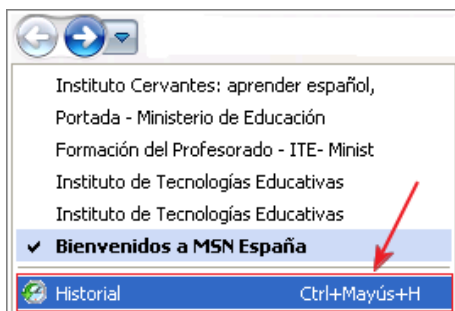 Instituto Cervantes: aprender español,
Portada - Ministerio de Educación
Formación del Profesorado - ITE- Minist
Instituto de Tecnologías Educativas
Instituto de Tecnologías Educativas
Bienvenidos a MSN España
Historial Ctrl+Mayús+H